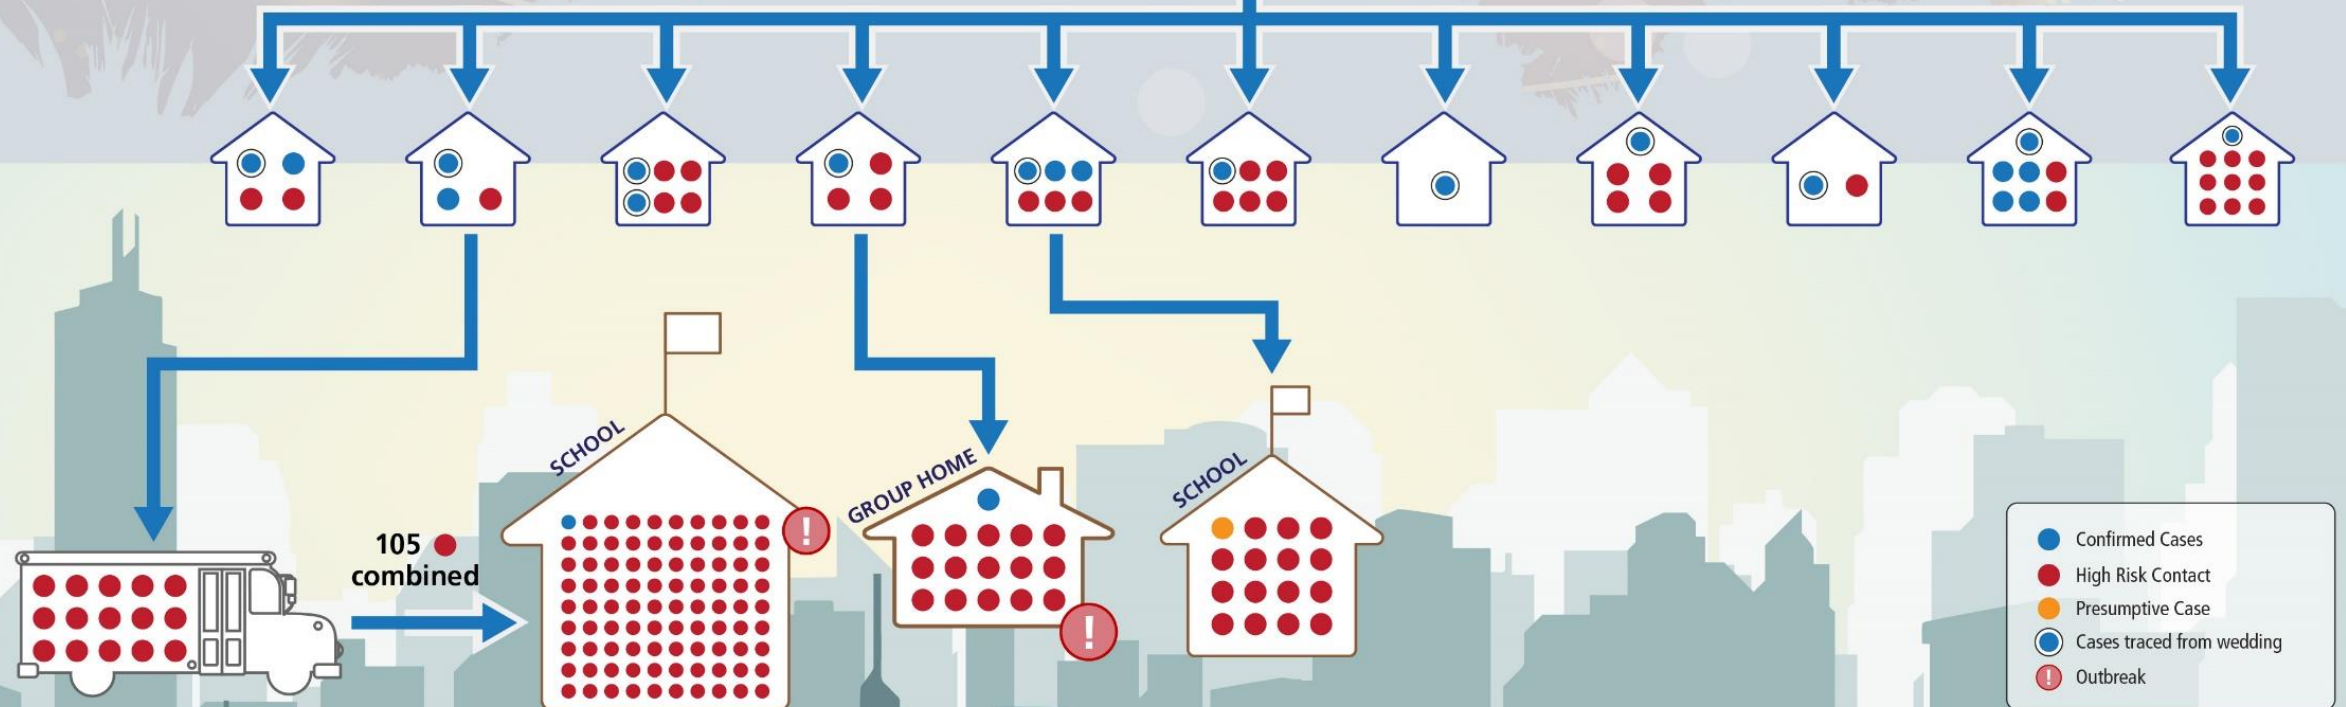 SCHOOL
GROUP HOME
SCHOOL
105
combined
!
!
Confirmed Cases
High Risk Contact
Presumptive Case
Cases traced from wedding
! Outbreak